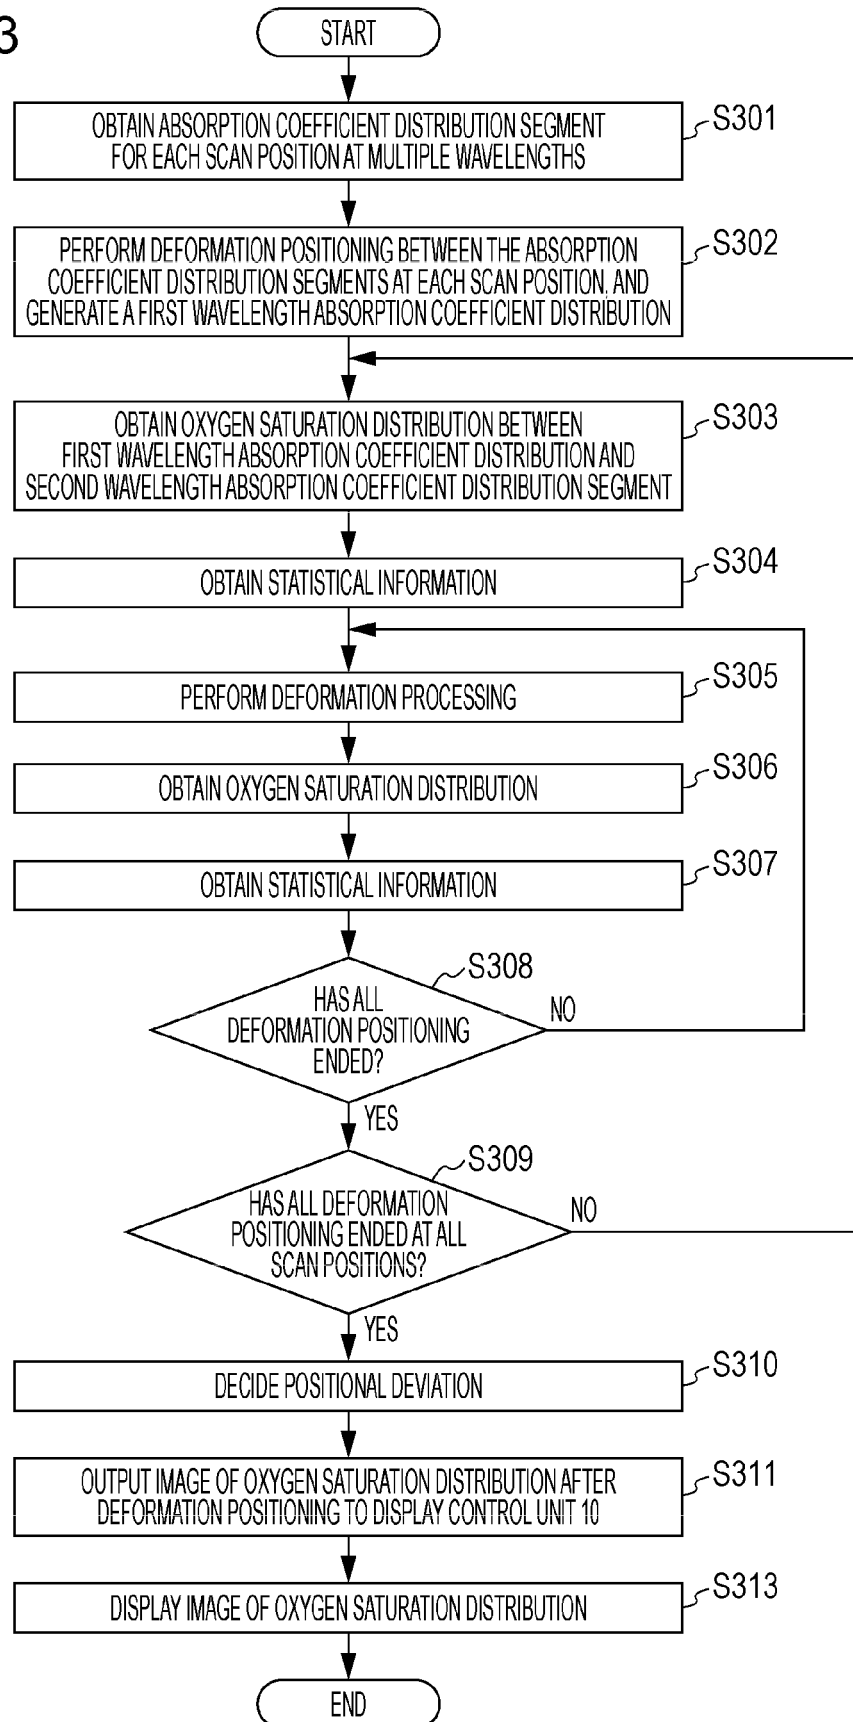 3
START
OBTAIN ABSORPTION COEFFICIENT DISTRIBUTION SEGMENT
FOR EACH SCAN POSITION AT MULTIPLE WAVELENGTHS
S301
PERFORM DEFORMATION POSITIONING BETWEEN THE ABSORPTION
COEFFICIENT DISTRIBUTION SEGMENTS AT EACH SCAN POSITION, AND
GENERATE A FIRST WAVELENGTH ABSORPTION COEFFICIENT DISTRIBUTION
S302
OBTAIN OXYGEN SATURATION DISTRIBUTION BETWEEN
FIRST WAVELENGTH ABSORPTION COEFFICIENT DISTRIBUTION AND
SECOND WAVELENGTH ABSORPTION COEFFICIENT DISTRIBUTION SEGMENT
S303
OBTAIN STATISTICAL INFORMATION
S304
PERFORM DEFORMATION PROCESSING
S305
OBTAIN OXYGEN SATURATION DISTRIBUTION
S306
OBTAIN STATISTICAL INFORMATION
S307
S308
HAS ALL
DEFORMATION POSITIONING
ENDED?
NO
YES
S309
HAS ALL DEFORMATION
POSITIONING ENDED AT ALL
SCAN POSITIONS?
NO
YES
DECIDE POSITIONAL DEVIATION
S310
OUTPUT IMAGE OF OXYGEN SATURATION DISTRIBUTION AFTER
DEFORMATION POSITIONING TO DISPLAY CONTROL UNIT 10
S311
DISPLAY IMAGE OF OXYGEN SATURATION DISTRIBUTION
S313
END